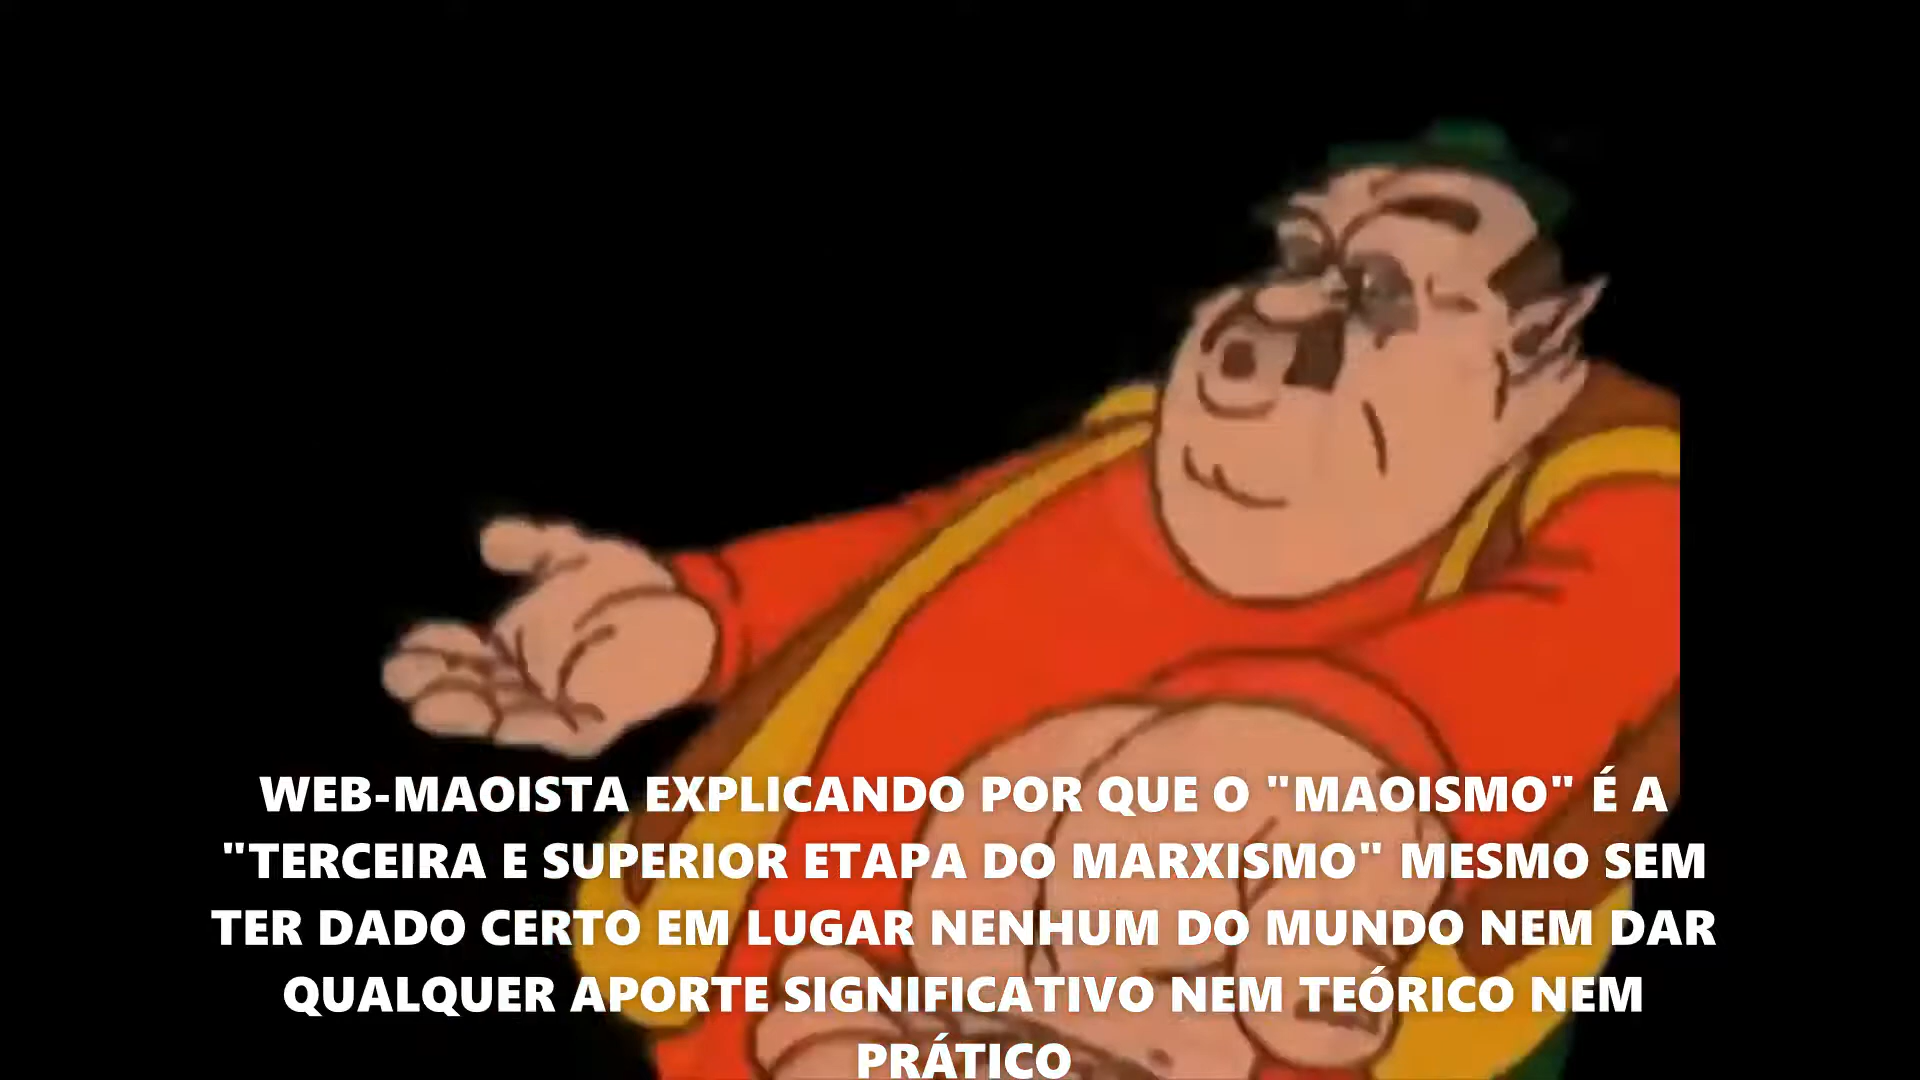 WEB-MAOISTA EXPLICANDO POR QUE O "MAOISMO" É A
"TERCEIRA E SUPERIOR ETAPA DO MARXISMO" MESMO SEM
TER DADO CERTO EM LUGAR NENHUM DO MUNDO NEM DAR
QUALQUER APORTE SIGNIFICATIVO NEM TEÓRICO NEM
PRÁTICO